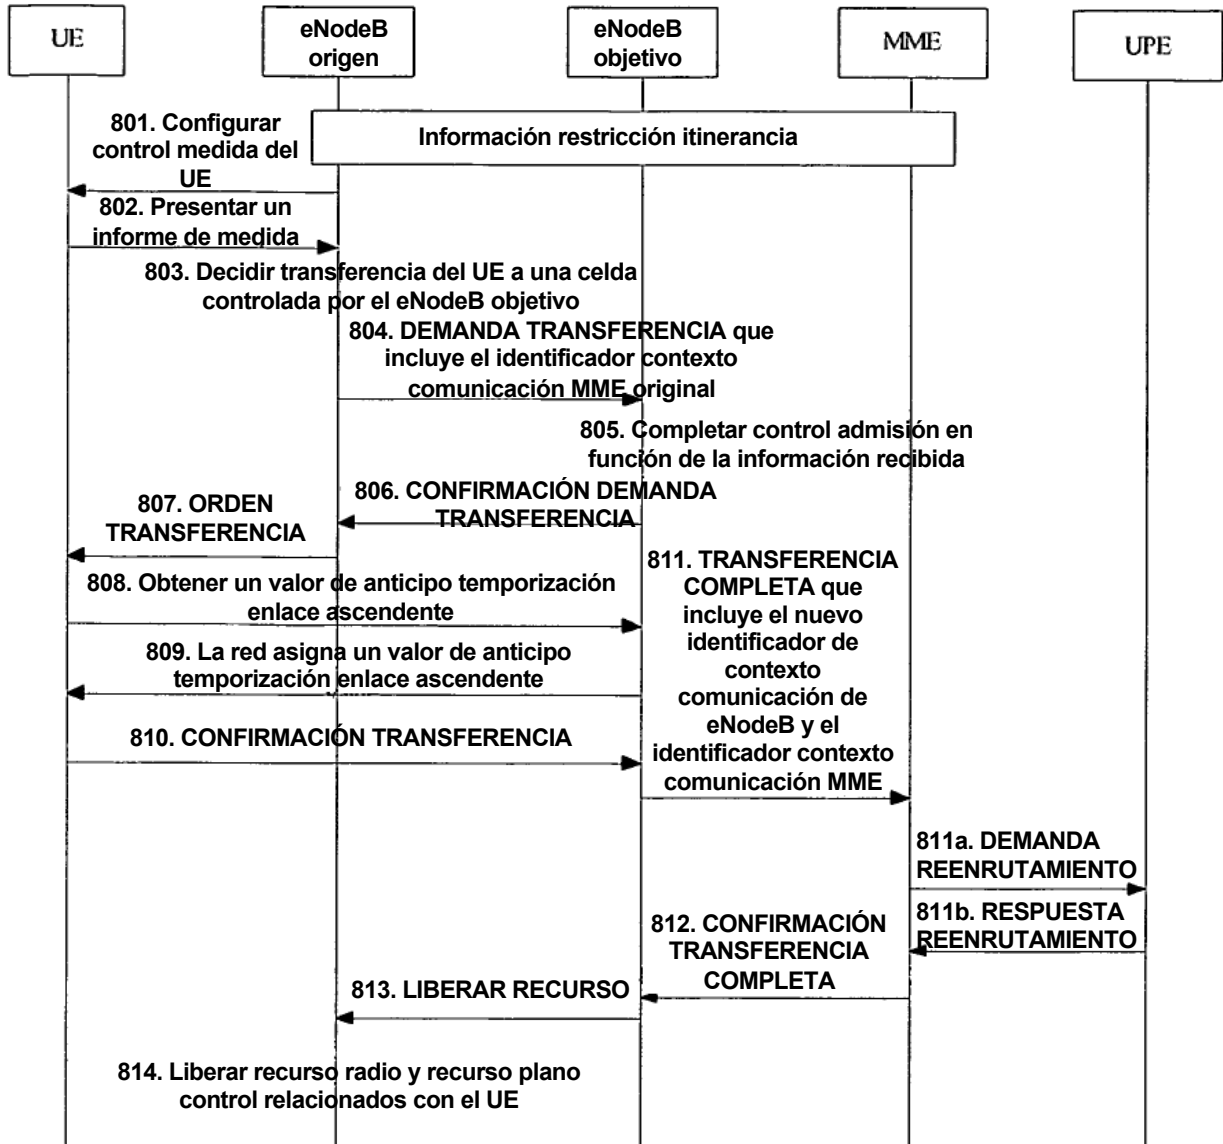 UE
eNodeB
origen
eNodeB
objetivo
MME
UPE
801. Configurar
control medida del
UE
Información restricción itinerancia
802. Presentar un
informe de medida
803. Decidir transferencia del UE a una celda
controlada por el eNodeB objetivo
804. DEMANDA TRANSFERENCIA que
incluye el identificador contexto
comunicación MME original
805. Completar control admisión en
función de la información recibida
806. CONFIRMACIÓN DEMANDA
TRANSFERENCIA
807. ORDEN
TRANSFERENCIA
808. Obtener un valor de anticipo temporización
enlace ascendente
809. La red asigna un valor de anticipo
temporización enlace ascendente
810. CONFIRMACIÓN TRANSFERENCIA
811. TRANSFERENCIA
COMPLETA que
incluye el nuevo
identificador de
contexto
comunicación de
eNodeB y el
identificador contexto
comunicación MME
811a. DEMANDA
REENRUTAMIENTO
811b. RESPUESTA
REENRUTAMIENTO
812. CONFIRMACIÓN
TRANSFERENCIA
COMPLETA
813. LIBERAR RECURSO
814. Liberar recurso radio y recurso plano
control relacionados con el UE